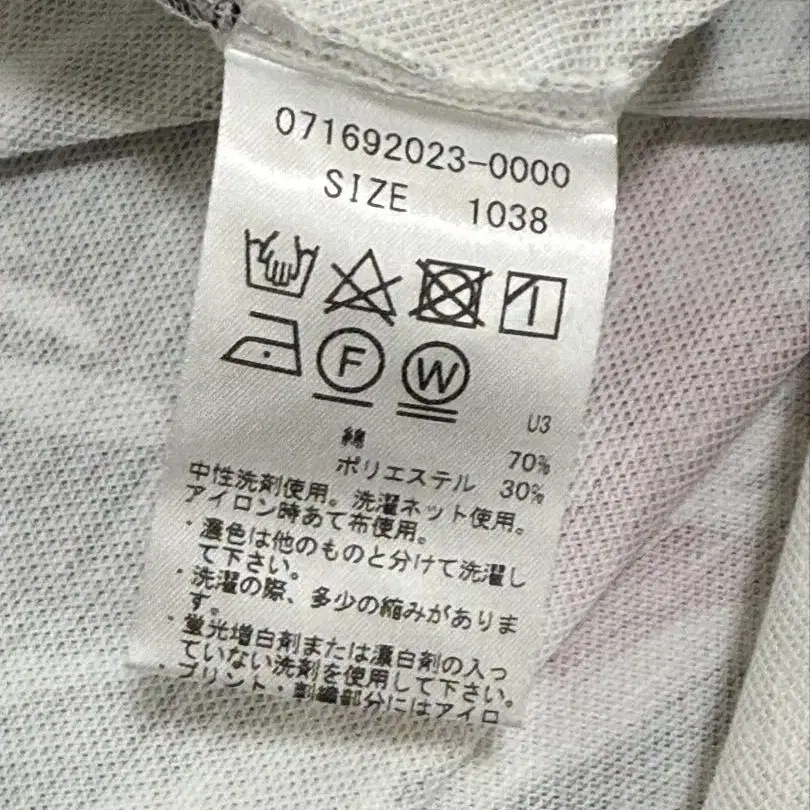 071692023-0000
SIZE 1038
F W
U3
綿 70%
ポリエステル 30%
中性洗剤使用。洗濯ネット使用。
アイロン時あて布使用。
・濃色は他のものと分けて洗濯し
て下さい。
・洗濯の際、多少の縮みがありま
す。
・蛍光増白剤または漂白剤の入っ
ていない洗剤を使用して下さい。
・プリント・刺繍部分にはアイロ